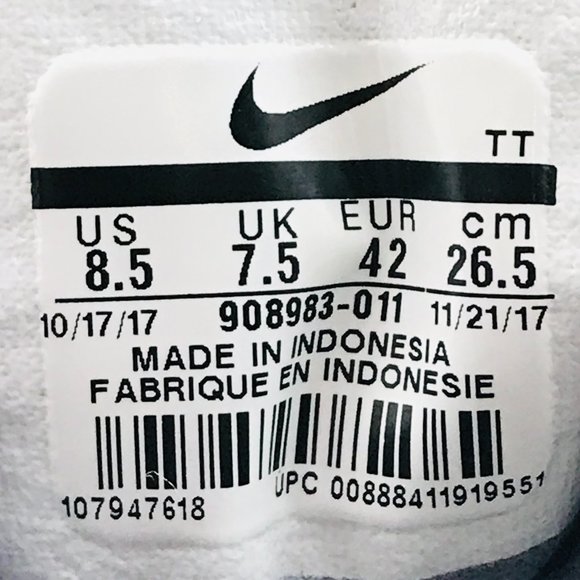 TT
US UK EUR cm
8.5 7.5 42 26.5
10/17/17 908983-011 11/21/17
MADE IN INDONESIA
FABRIQUE EN INDONESIE
107947618 UPC 00888411919551